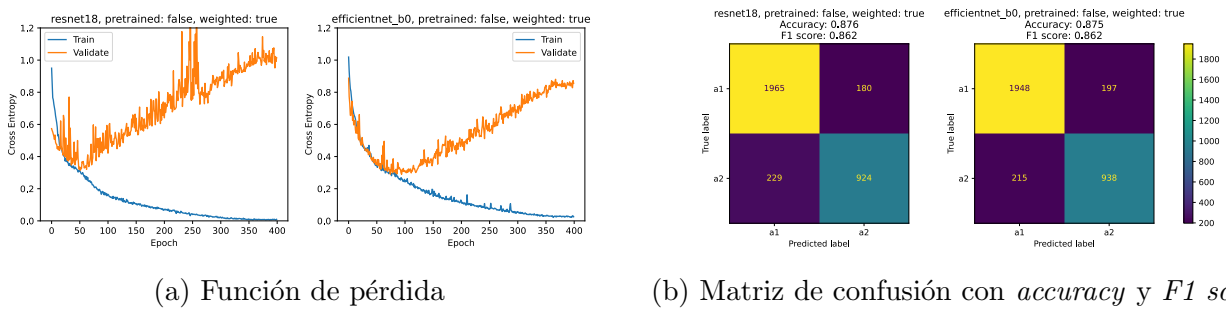 resnet18, pretrained: false, weighted: true
1.2
1.0
0.8
0.6
0.4
0.2
0.0
Cross Entropy
Train
Validate
0 50 100 150 200 250 300 350 400
Epoch
efficientnet_b0, pretrained: false, weighted: true
1.2
1.0
0.8
0.6
0.4
0.2
0.0
Cross Entropy
Train
Validate
0 50 100 150 200 250 300 350 400
Epoch
(a) Función de pérdida
resnet18, pretrained: false, weighted: true
Accuracy: 0.876
F1 score: 0.862
True label
a1
a2
1965 180
229 924
a1 a2
Predicted label
efficientnet_b0, pretrained: false, weighted: true
Accuracy: 0.875
F1 score: 0.862
True label
a1
a2
1948 197
215 938
a1 a2
Predicted label
1800
1600
1400
1200
1000
800
600
400
200
(b) Matriz de confusión con accuracy y F1